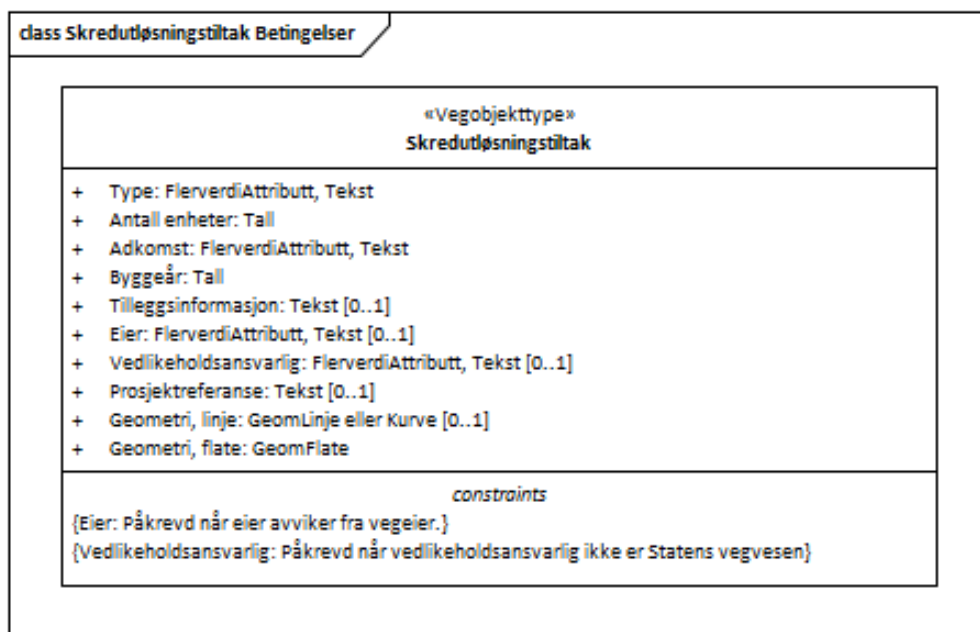 class Skredutløsningstiltak Betingelser
«Vegobjekttype»
Skredutløsningstiltak
+ Type: FlerverdiAttributt, Tekst
+ Antall enheter: Tall
+ Adkomst: FlerverdiAttributt, Tekst
+ Byggeår: Tall
+ Tilleggsinformasjon: Tekst [0..1]
+ Eier: FlerverdiAttributt, Tekst [0..1]
+ Vedlikeholdsansvarlig: FlerverdiAttributt, Tekst [0..1]
+ Prosjektreferanse: Tekst [0..1]
+ Geometri, linje: GeomLinje eller Kurve [0..1]
+ Geometri, flate: GeomFlate
constraints
{Eier: Påkrevd når eier avviker fra vegeier.}
{Vedlikeholdsansvarlig: Påkrevd når vedlikeholdsansvarlig ikke er Statens vegvesen}